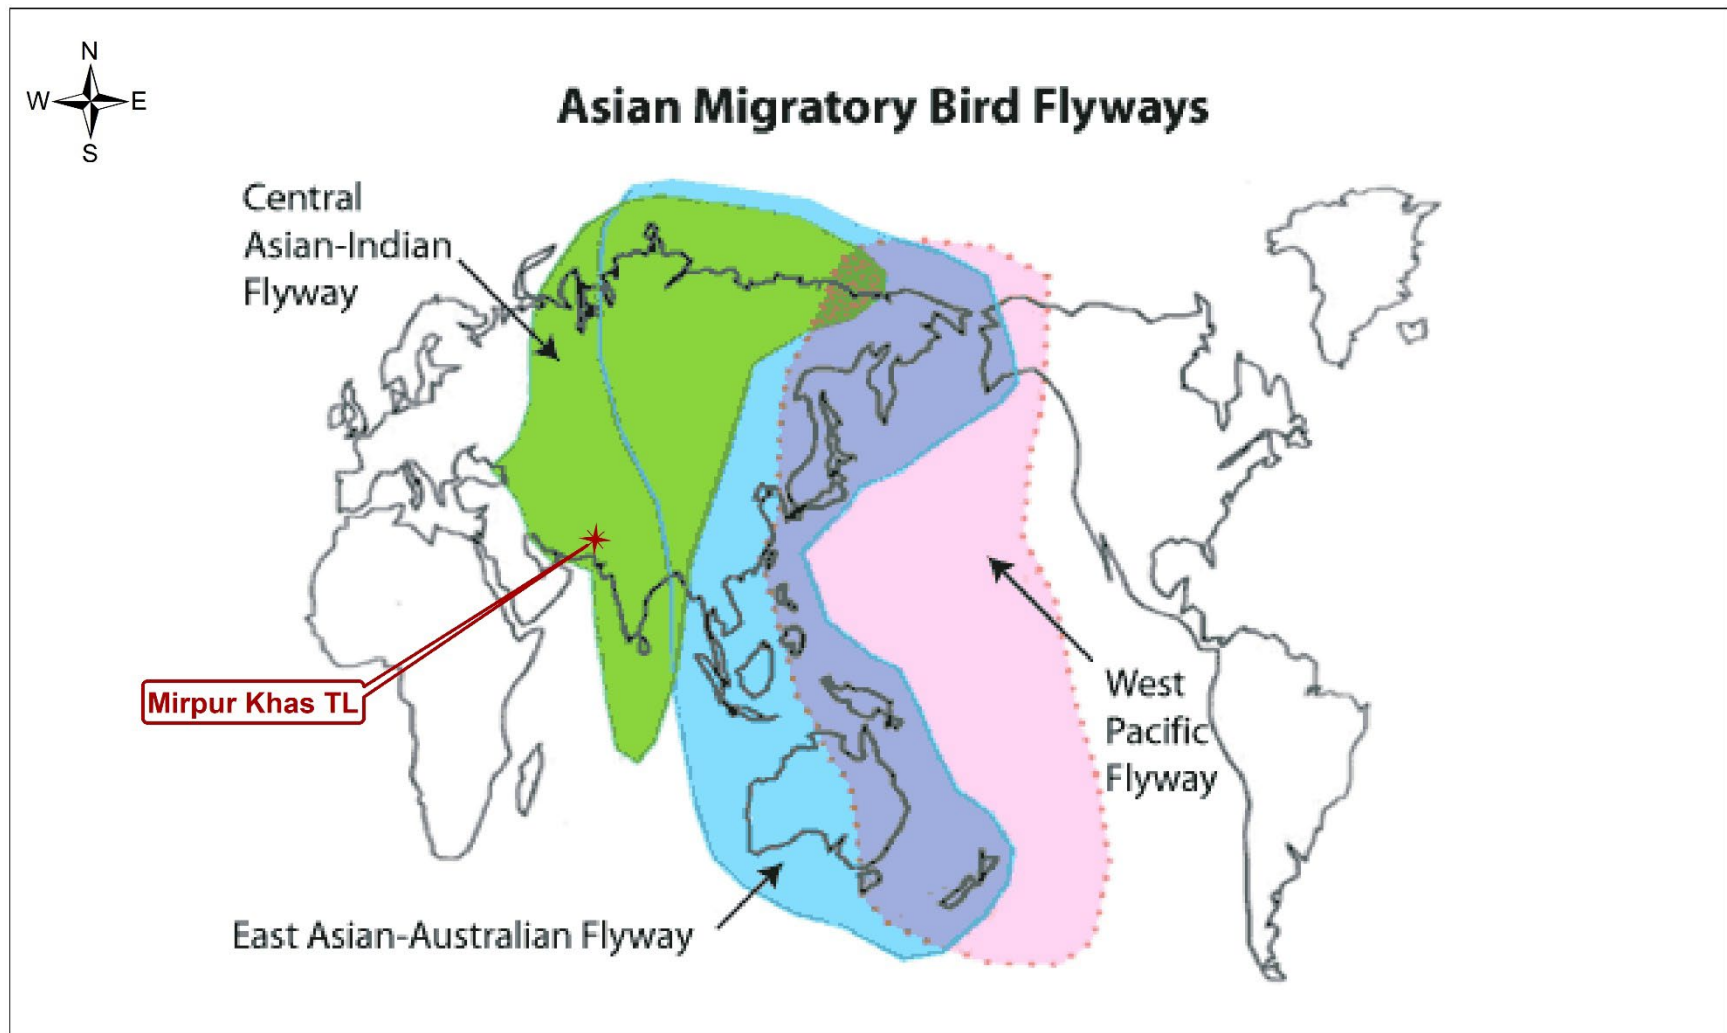 N
W E
S
Asian Migratory Bird Flyways
Central
Asian-Indian
Flyway
Mirpur Khas TL
West
Pacific
Flyway
East Asian-Australian Flyway